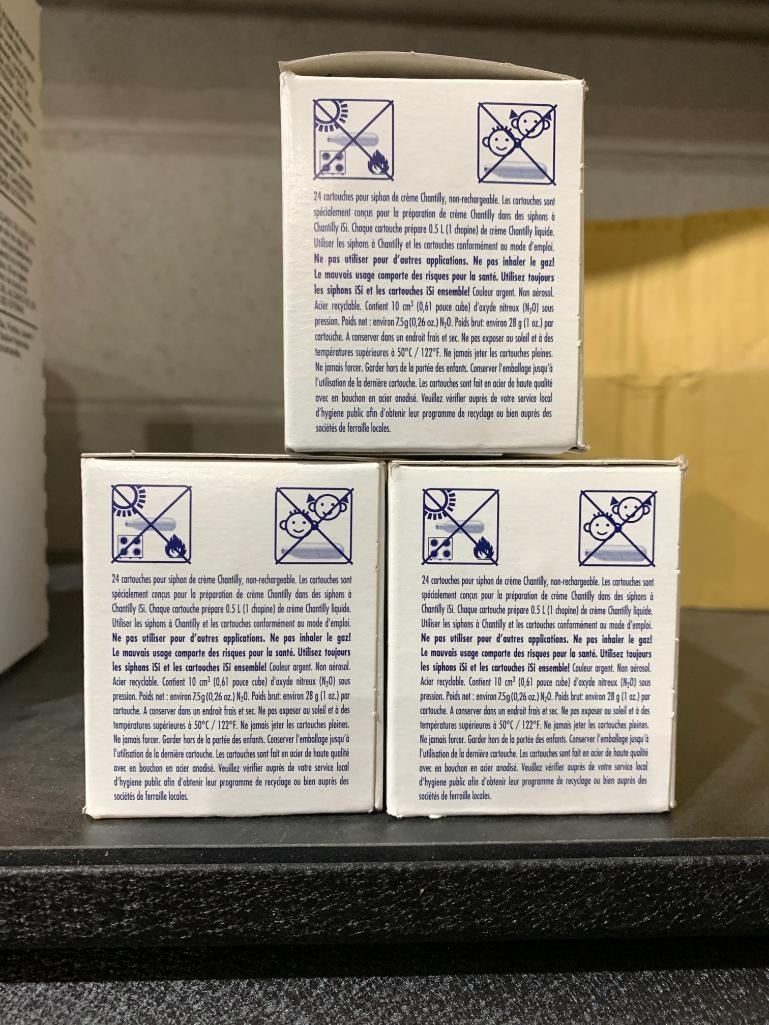 24 cartouches pour siphon de crème Chantilly, non-rechargeable. Les cartouches sont
spécialement conçus pour la préparation de crème Chantilly dans des siphons à
Chantilly iSi. Chaque cartouche prépare 0.5 L (1 chopine) de crème Chantilly liquide.
Utiliser les siphons à Chantilly et les cartouches conformément au mode d'emploi.
Ne pas utiliser pour d'autres applications. Ne pas inhaler le gaz!
Le mauvais usage comporte des risques pour la santé. Utilisez toujours
les siphons iSi et les cartouches iSi ensemble! Couleur argent. Non aérosol.
Acier recyclable. Contient 10 cm³ (0,61 pouce cube) d'oxyde nitreux (N₂O) sous
pression. Poids net : environ 7.5g (0,26 oz.) N₂O. Poids brut: environ 28 g (1 oz.) par
cartouche. A conserver dans un endroit frais et sec. Ne pas exposer au soleil et à des
températures supérieures à 50°C / 122°F. Ne jamais jeter les cartouches pleines.
Ne jamais forcer. Garder hors de la portée des enfants. Conserver l'emballage jusqu'à
l'utilisation de la dernière cartouche. Les cartouches sont fait en acier de haute qualité
avec en bouchon en acier anodisé. Veuillez vérifier auprès de votre service local
d'hygiene public afin d'obtenir leur programme de recyclage ou bien auprès des
sociétés de ferraille locales.
24 cartouches pour siphon de crème Chantilly, non-rechargeable. Les cartouches sont
spécialement conçus pour la préparation de crème Chantilly dans des siphons à
Chantilly iSi. Chaque cartouche prépare 0.5 L (1 chopine) de crème Chantilly liquide.
Utiliser les siphons à Chantilly et les cartouches conformément au mode d'emploi.
Ne pas utiliser pour d'autres applications. Ne pas inhaler le gaz!
Le mauvais usage comporte des risques pour la santé. Utilisez toujours
les siphons iSi et les cartouches iSi ensemble! Couleur argent. Non aérosol.
Acier recyclable. Contient 10 cm³ (0,61 pouce cube) d'oxyde nitreux (N₂O) sous
pression. Poids net : environ 7.5g (0,26 oz.) N₂O. Poids brut: environ 28 g (1 oz.) par
cartouche. A conserver dans un endroit frais et sec. Ne pas exposer au soleil et à des
températures supérieures à 50°C / 122°F. Ne jamais jeter les cartouches pleines.
Ne jamais forcer. Garder hors de la portée des enfants. Conserver l'emballage jusqu'à
l'utilisation de la dernière cartouche. Les cartouches sont fait en acier de haute qualité
avec en bouchon en acier anodisé. Veuillez vérifier auprès de votre service local
d'hygiene public afin d'obtenir leur programme de recyclage ou bien auprès des
sociétés de ferraille locales.
24 cartouches pour siphon de crème Chantilly, non-rechargeable. Les cartouches sont
spécialement conçus pour la préparation de crème Chantilly dans des siphons à
Chantilly iSi. Chaque cartouche prépare 0.5 L (1 chopine) de crème Chantilly liquide.
Utiliser les siphons à Chantilly et les cartouches conformément au mode d'emploi.
Ne pas utiliser pour d'autres applications. Ne pas inhaler le gaz!
Le mauvais usage comporte des risques pour la santé. Utilisez toujours
les siphons iSi et les cartouches iSi ensemble! Couleur argent. Non aérosol.
Acier recyclable. Contient 10 cm³ (0,61 pouce cube) d'oxyde nitreux (N₂O) sous
pression. Poids net : environ 7.5g (0,26 oz.) N₂O. Poids brut: environ 28 g (1 oz.) par
cartouche. A conserver dans un endroit frais et sec. Ne pas exposer au soleil et à des
températures supérieures à 50°C / 122°F. Ne jamais jeter les cartouches pleines.
Ne jamais forcer. Garder hors de la portée des enfants. Conserver l'emballage jusqu'à
l'utilisation de la dernière cartouche. Les cartouches sont fait en acier de haute qualité
avec en bouchon en acier anodisé. Veuillez vérifier auprès de votre service local
d'hygiene public afin d'obtenir leur programme de recyclage ou bien auprès des
sociétés de ferraille locales.